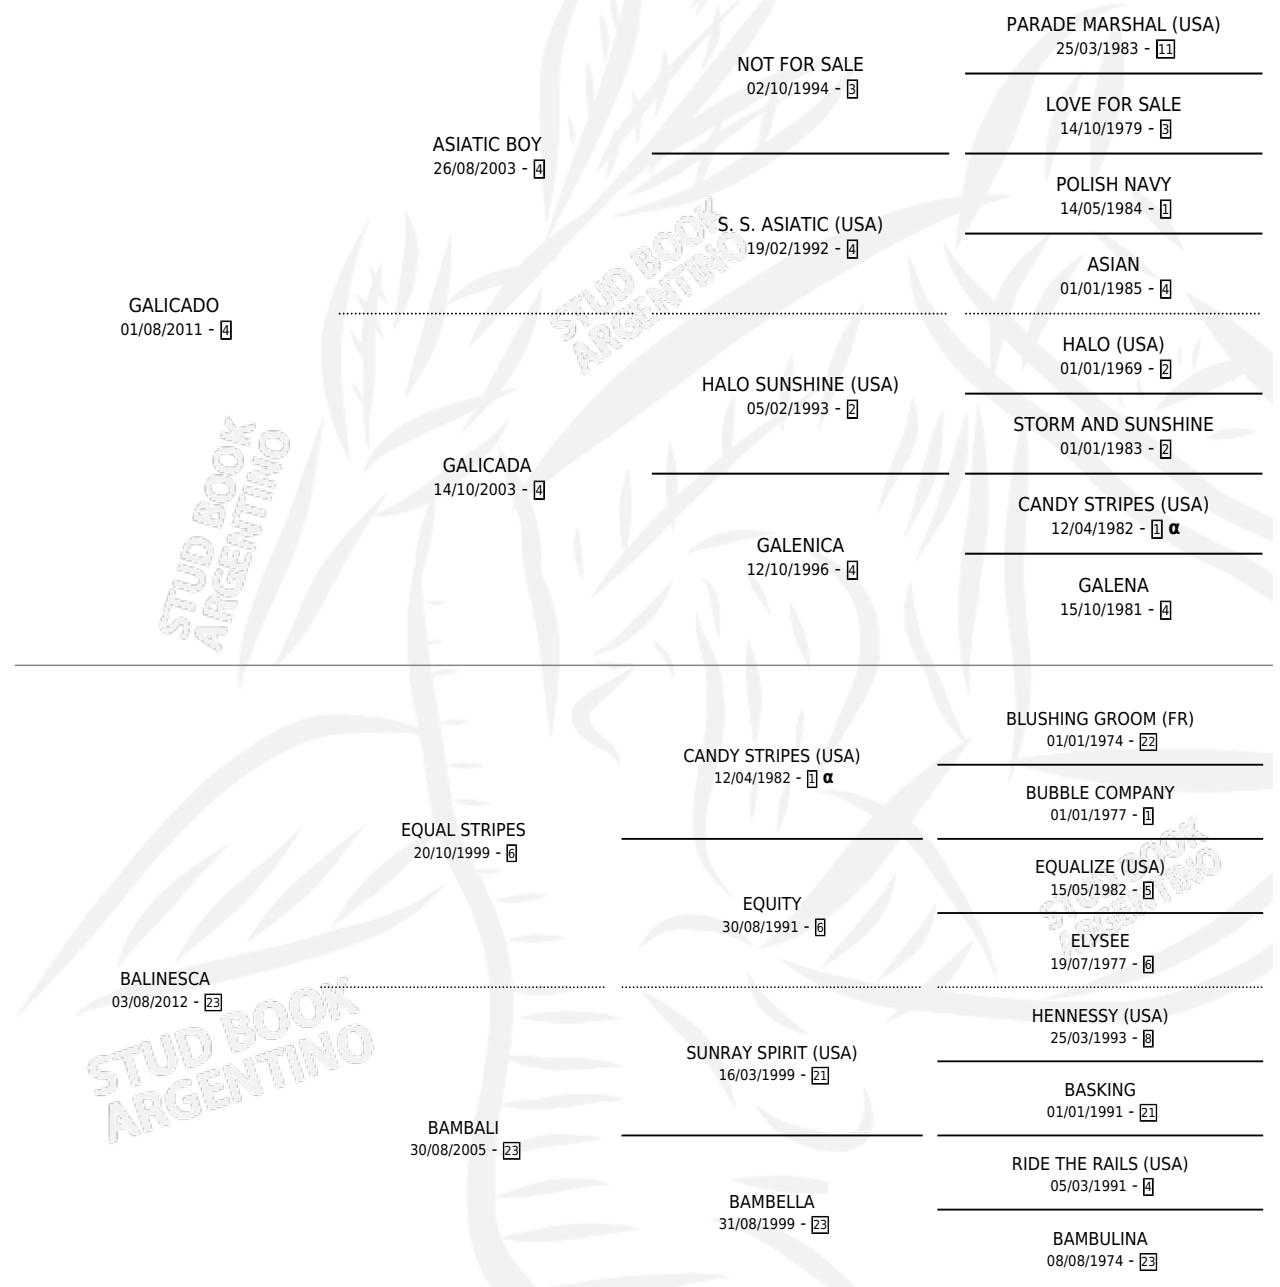 PARADE MARSHAL (USA)
25/03/1983 - 11
NOT FOR SALE
02/10/1994 - 3
LOVE FOR SALE
14/10/1979 - 3
ASIATIC BOY
26/08/2003 - 4
POLISH NAVY
14/05/1984 - 1
S. S. ASIATIC (USA)
19/02/1992 - 4
ASIAN
01/01/1985 - 4
GALICADO
01/08/2011 - 4
HALO (USA)
01/01/1969 - 2
HALO SUNSHINE (USA)
05/02/1993 - 2
STORM AND SUNSHINE
01/01/1983 - 2
GALICADA
14/10/2003 - 4
CANDY STRIPES (USA)
12/04/1982 - 1 α
GALENICA
12/10/1996 - 4
GALENA
15/10/1981 - 4
BLUSHING GROOM (FR)
01/01/1974 - 22
CANDY STRIPES (USA)
12/04/1982 - 1 α
BUBBLE COMPANY
01/01/1977 - 1
EQUAL STRIPES
20/10/1999 - 6
EQUALIZE (USA)
15/05/1982 - 5
EQUITY
30/08/1991 - 6
ELYSEE
19/07/1977 - 6
BALINESCA
03/08/2012 - 23
HENNESSY (USA)
25/03/1993 - 8
SUNRAY SPIRIT (USA)
16/03/1999 - 21
BASKING
01/01/1991 - 21
BAMBALI
30/08/2005 - 23
RIDE THE RAILS (USA)
05/03/1991 - 4
BAMBELLA
31/08/1999 - 23
BAMBULINA
08/08/1974 - 23
STUD BOOK
ARGENTINO
STUD BOOK
ARGENTINO
STUD BOOK
ARGENTINO
STUD BOOK
ARGENTINO